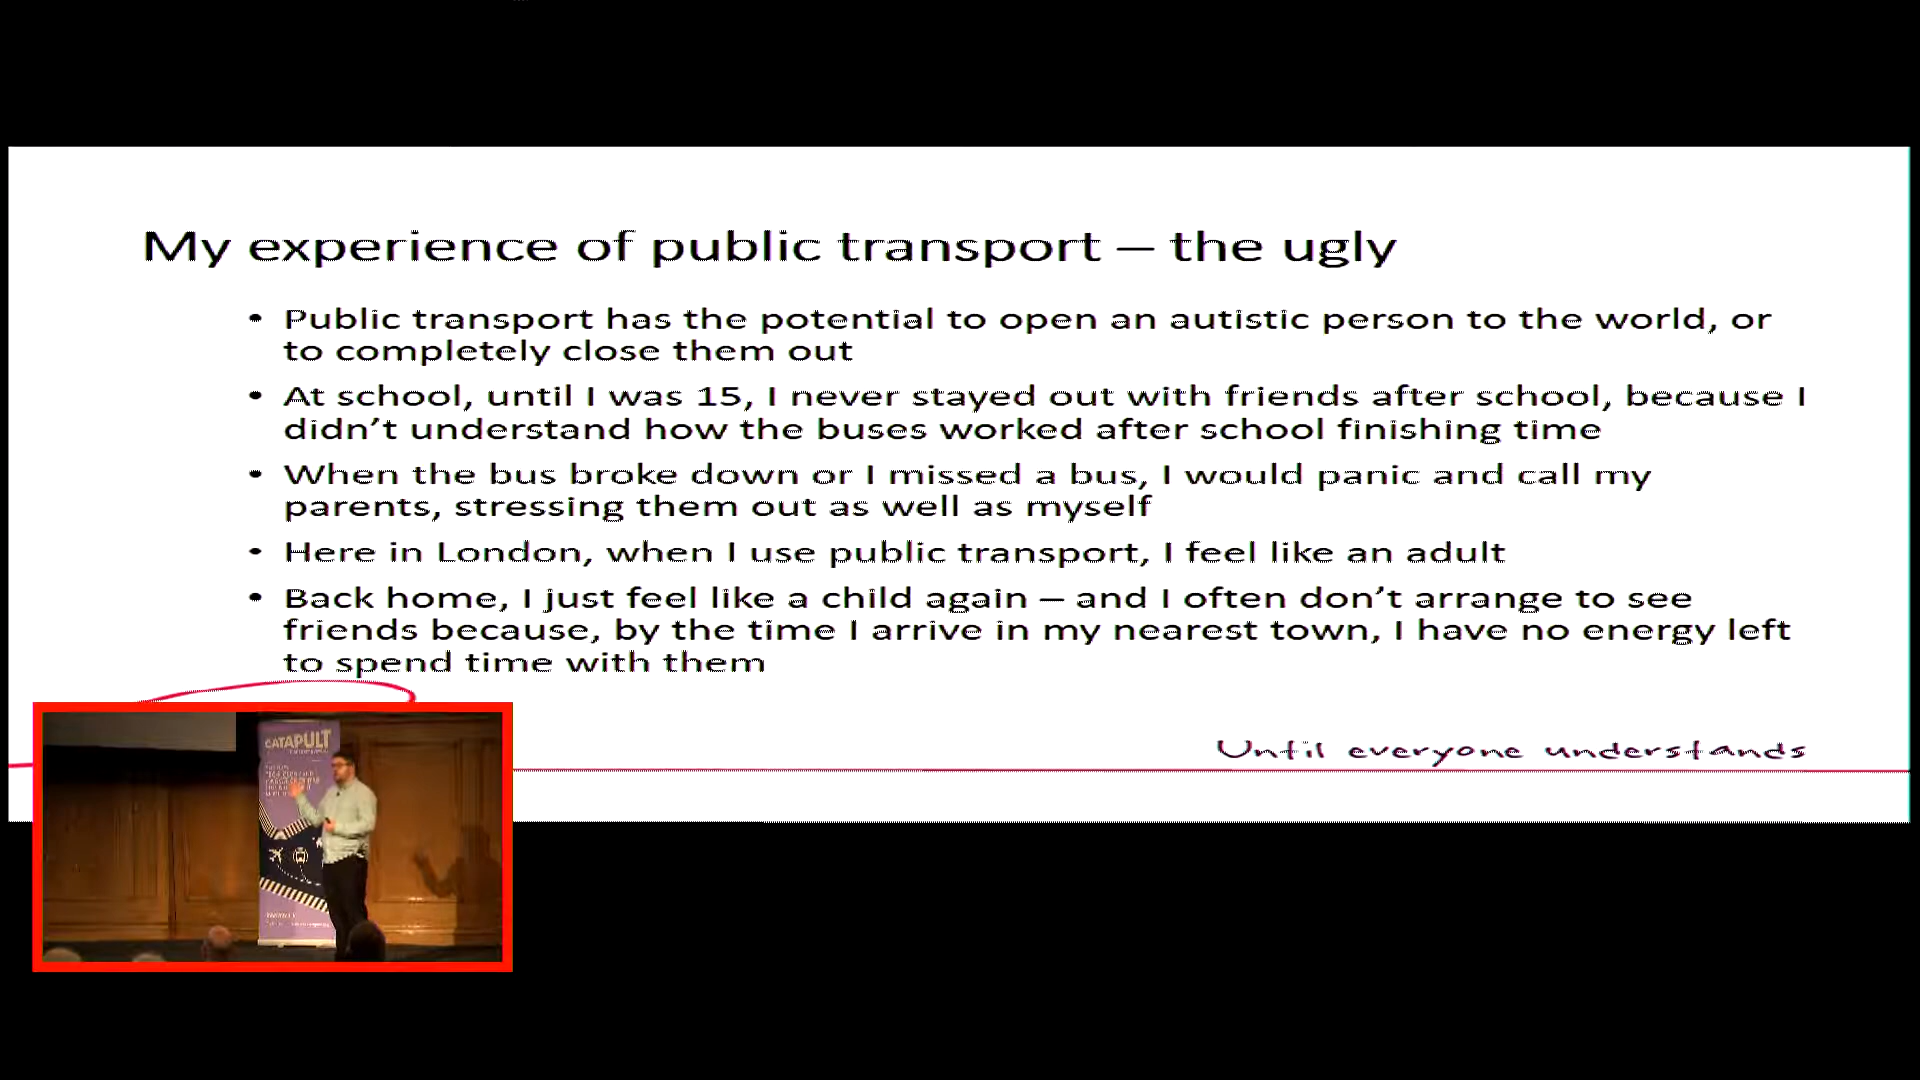 My experience of public transport – the ugly
• Public transport has the potential to open an autistic person to the world, or
to completely close them out
• At school, until I was 15, I never stayed out with friends after school, because I
didn’t understand how the buses worked after school finishing time
• When the bus broke down or I missed a bus, I would panic and call my
parents, stressing them out as well as myself
• Here in London, when I use public transport, I feel like an adult
• Back home, I just feel like a child again – and I often don’t arrange to see
friends because, by the time I arrive in my nearest town, I have no energy left
to spend time with them
Until everyone understands
CATAPULT